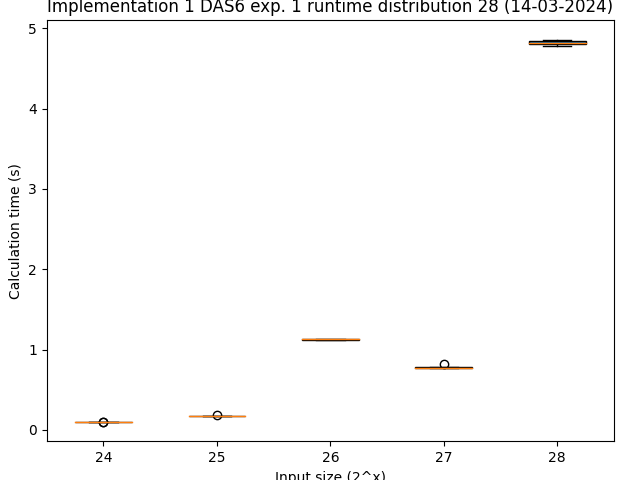 Implementation 1 DAS6 exp. 1 runtime distribution 28 (14-03-2024)
5
4
3
2
1
0
Calculation time (s)
24 25 26 27 28
Input size (2^x)